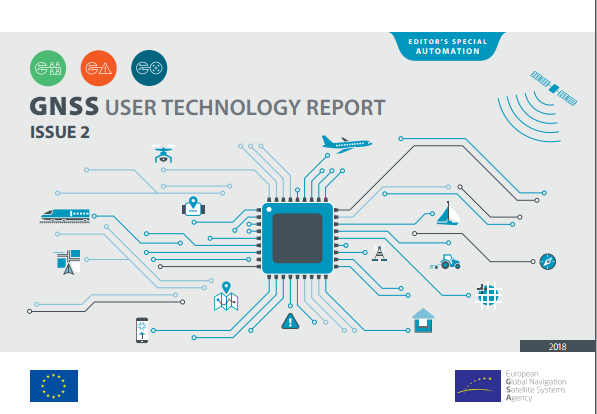 EDITOR'S SPECIAL
AUTOMATION
GNSS USER TECHNOLOGY REPORT
ISSUE 2
2018
European
Global Navigation
Satellite Systems
Agency